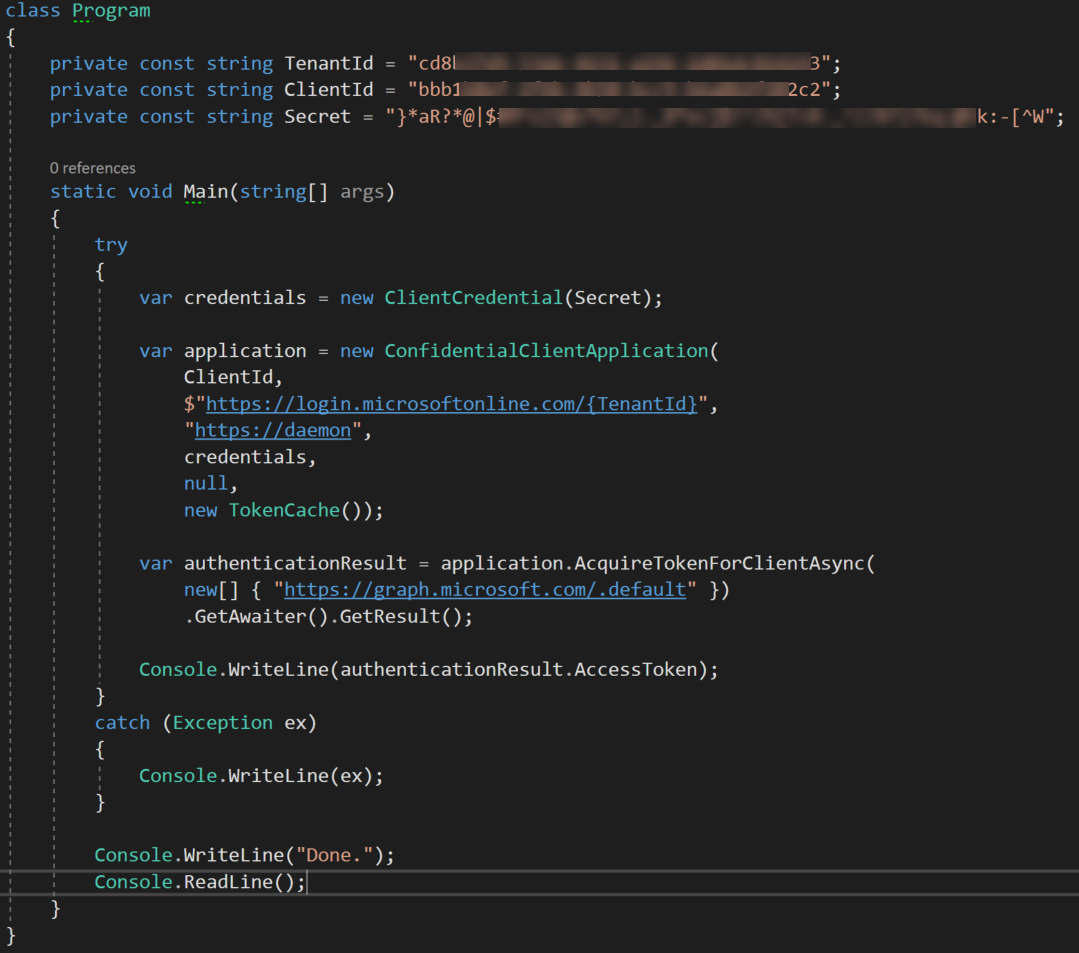 class Program
{
private const string TenantId = "cd8 3";
private const string ClientId = "bbb1 2c2";
private const string Secret = "}*aR?*@|$ k:-[^W";
0 references
static void Main(string[] args)
{
try
{
var credentials = new ClientCredential(Secret);
var application = new ConfidentialClientApplication(
ClientId,
$"https://login.microsoftonline.com/{TenantId}",
"https://daemon",
credentials,
null,
new TokenCache());
var authenticationResult = application.AcquireTokenForClientAsync(
new[] { "https://graph.microsoft.com/.default" })
.GetAwaiter().GetResult();
Console.WriteLine(authenticationResult.AccessToken);
}
catch (Exception ex)
{
Console.WriteLine(ex);
}
Console.WriteLine("Done.");
Console.ReadLine();
}
}